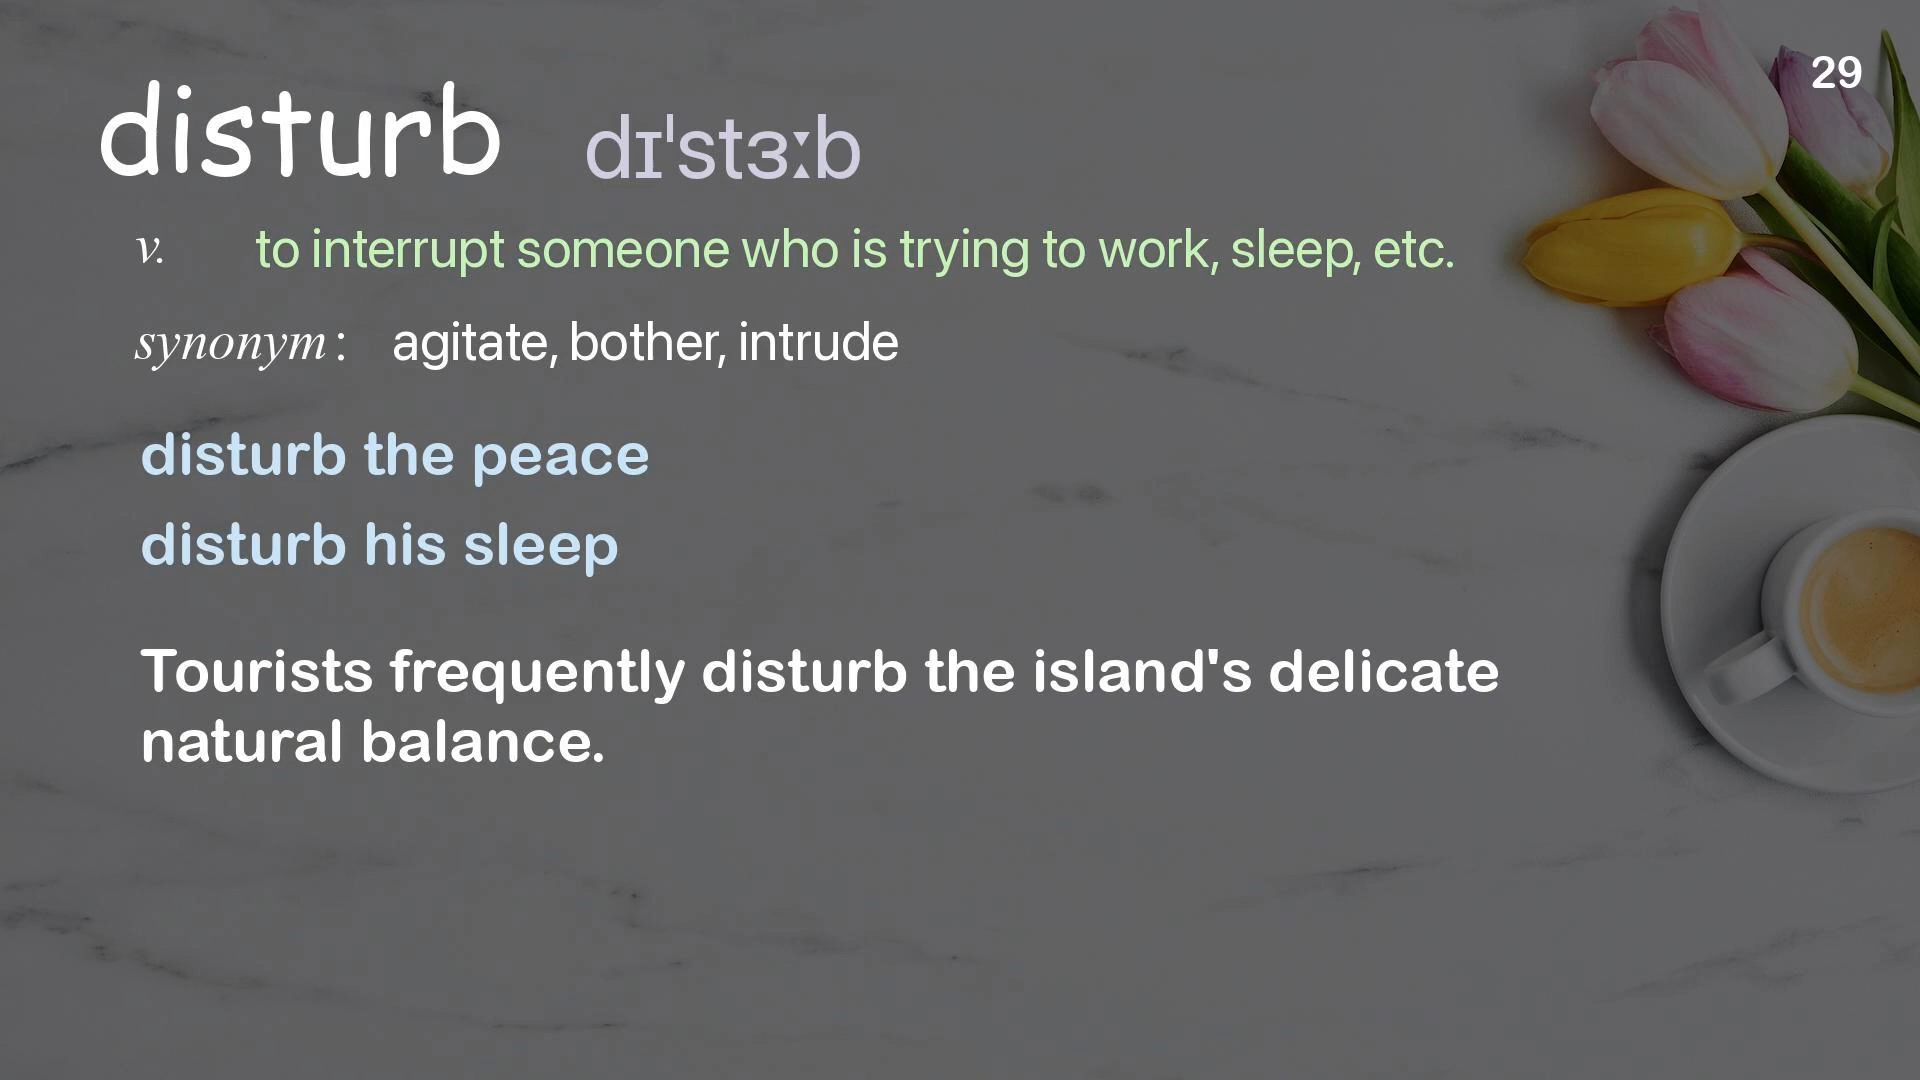 29
disturb dɪˈstɜːb
v. to interrupt someone who is trying to work, sleep, etc.
synonym : agitate, bother, intrude
disturb the peace
disturb his sleep
Tourists frequently disturb the island's delicate
natural balance.